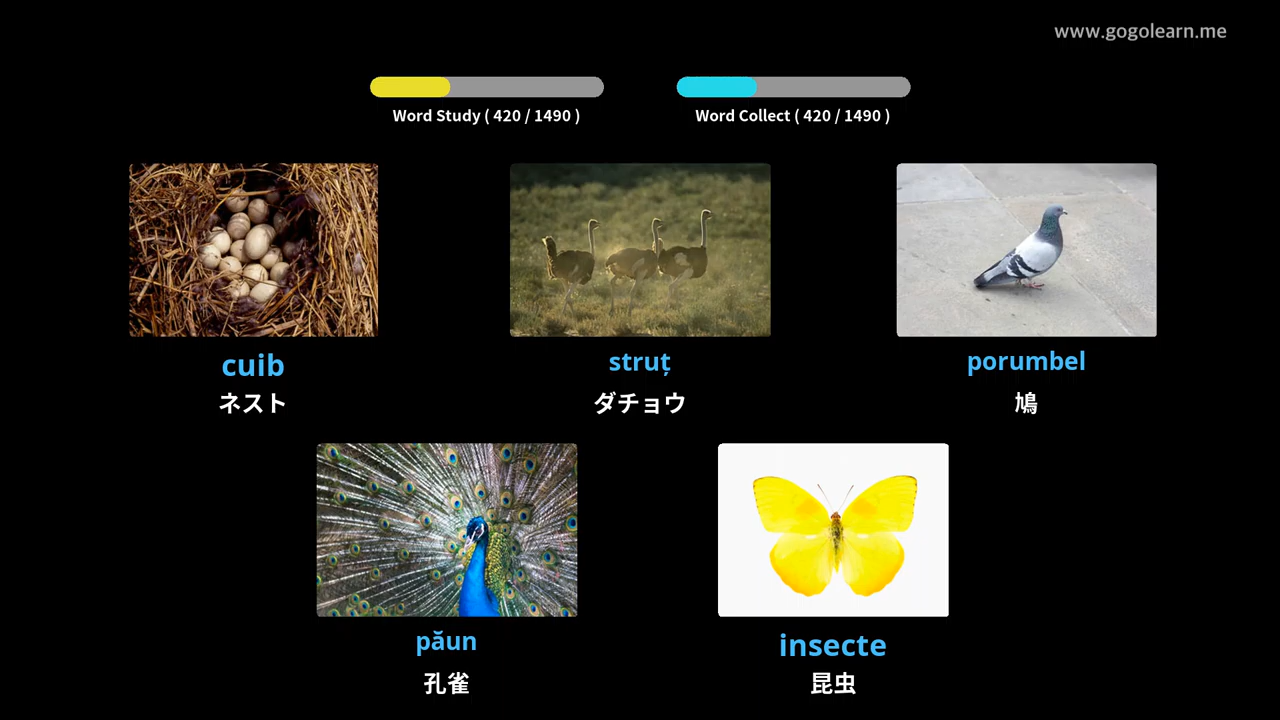 www.gogolearn.me
Word Study ( 420 / 1490 )
Word Collect ( 420 / 1490 )
cuib
ネスト
struț
ダチョウ
porumbel
鳩
păun
孔雀
insecte
昆虫